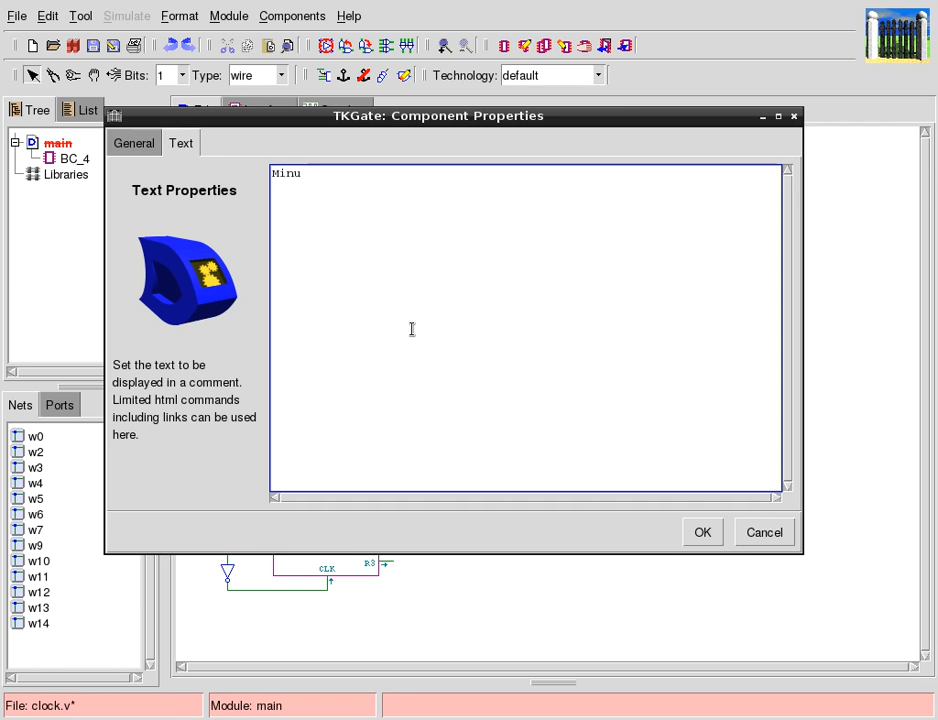 File Edit Tool Simulate Format Module Components Help
Bits: 1 Type: wire Technology: default
Tree List
TKGate: Component Properties
General Text
main
BC_4
Libraries
Text Properties
Minu
Set the text to be
displayed in a comment.
Limited html commands
including links can be used
here.
OK Cancel
Nets Ports
w0
w2
w3
w4
w5
w6
w7
w9
w10
w11
w12
w13
w14
R3
CLK
File: clock.v*
Module: main